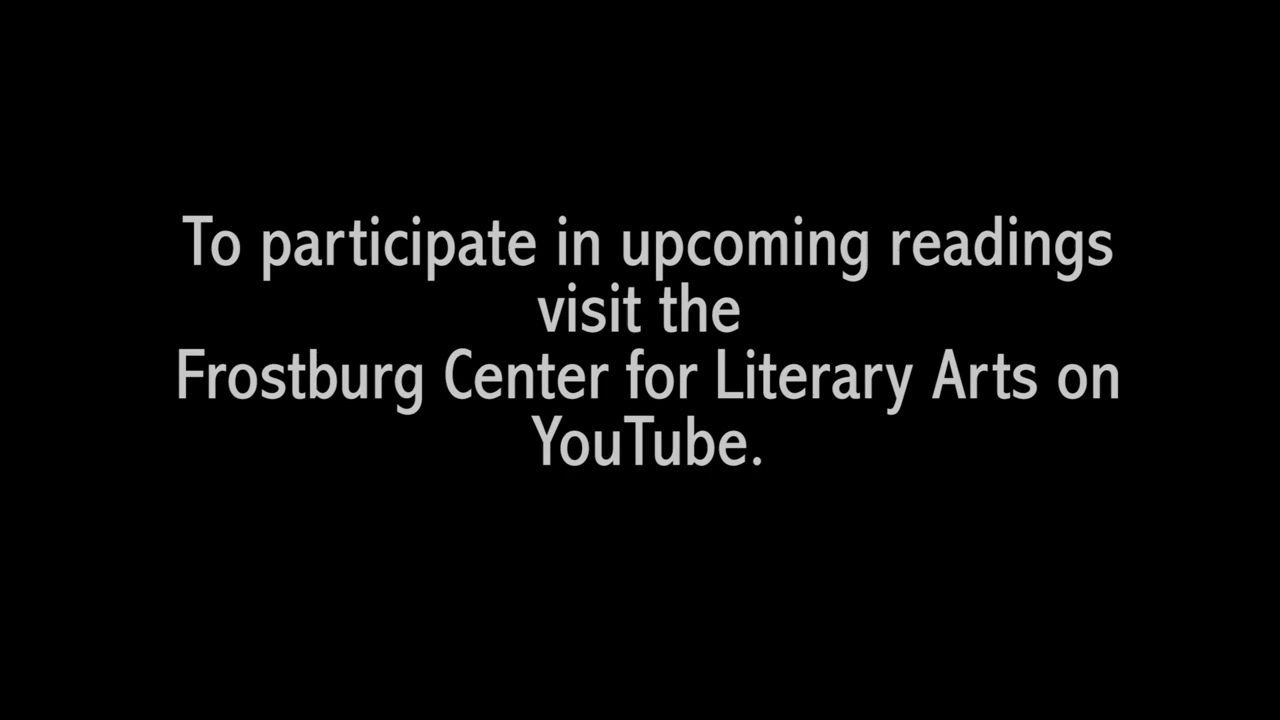 To participate in upcoming readings
visit the
Frostburg Center for Literary Arts on
YouTube.